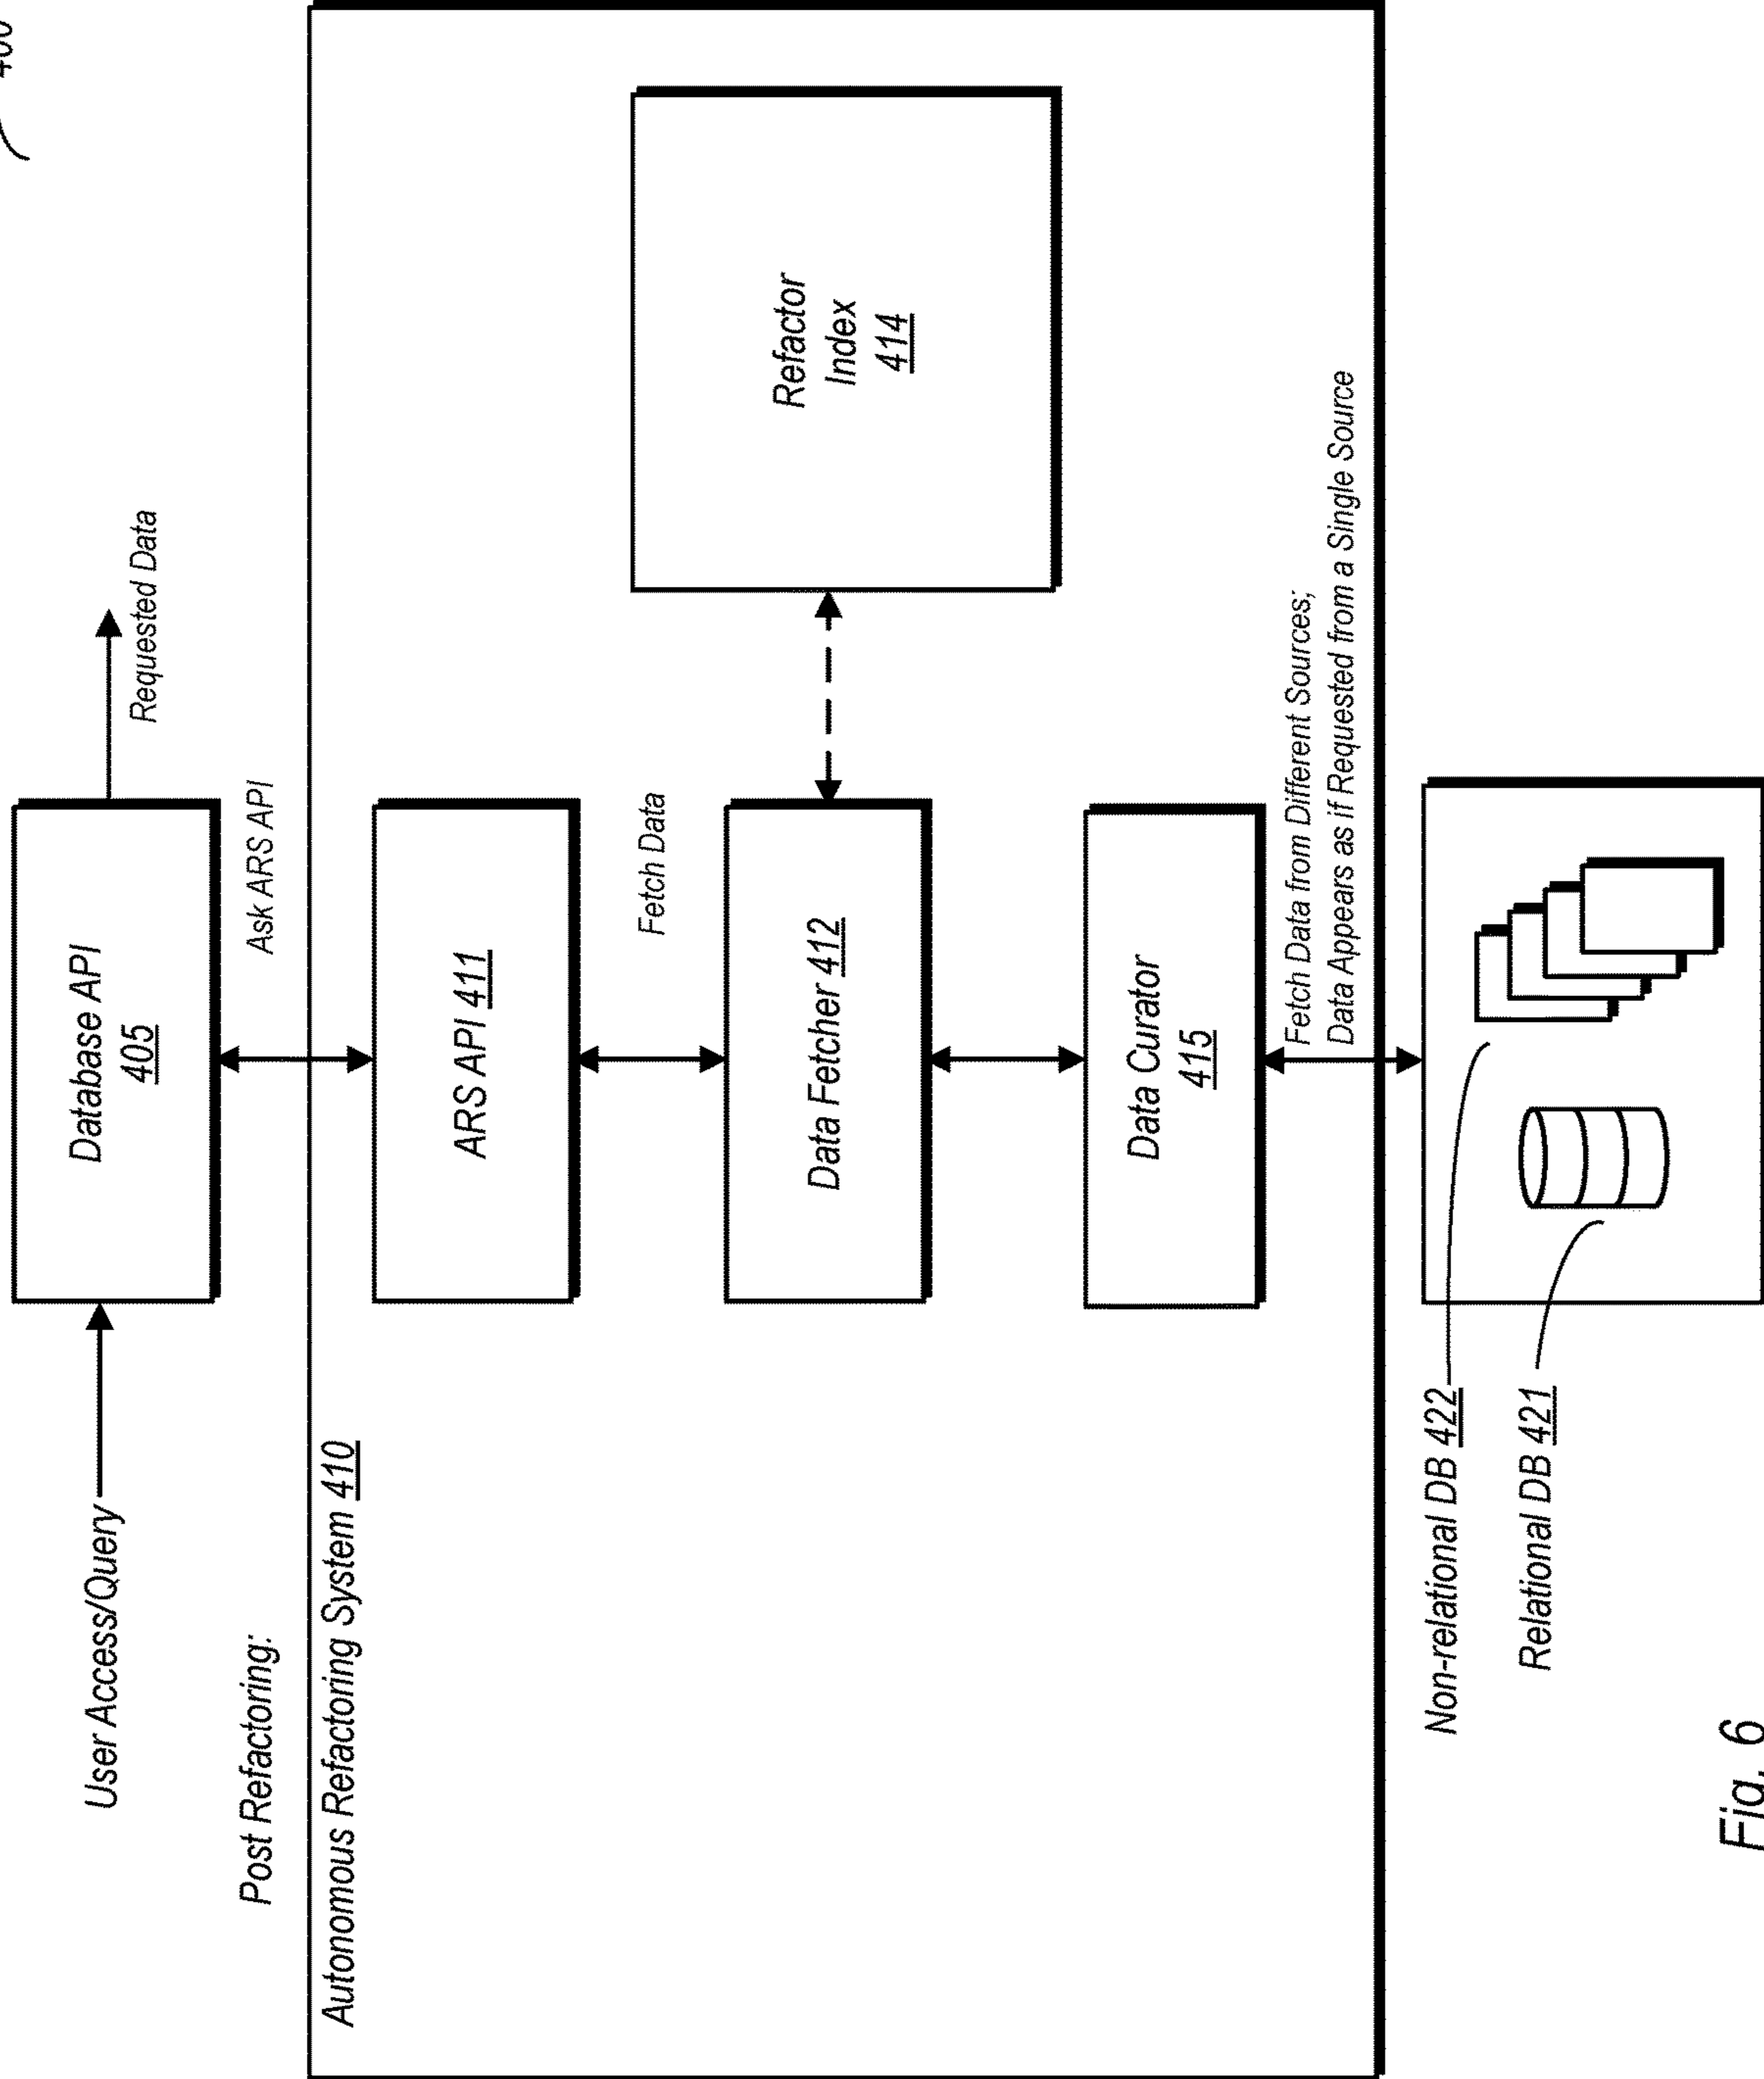 400
User Access/Query
Database API
405
Requested Data
Post Refactoring:
Ask ARS API
Autonomous Refactoring System 410
ARS API 411
Fetch Data
Data Fetcher 412
Refactor
Index
414
Data Curator
415
Fetch Data from Different Sources;
Data Appears as if Requested from a Single Source
Non-relational DB 422
Relational DB 421
Fig. 6